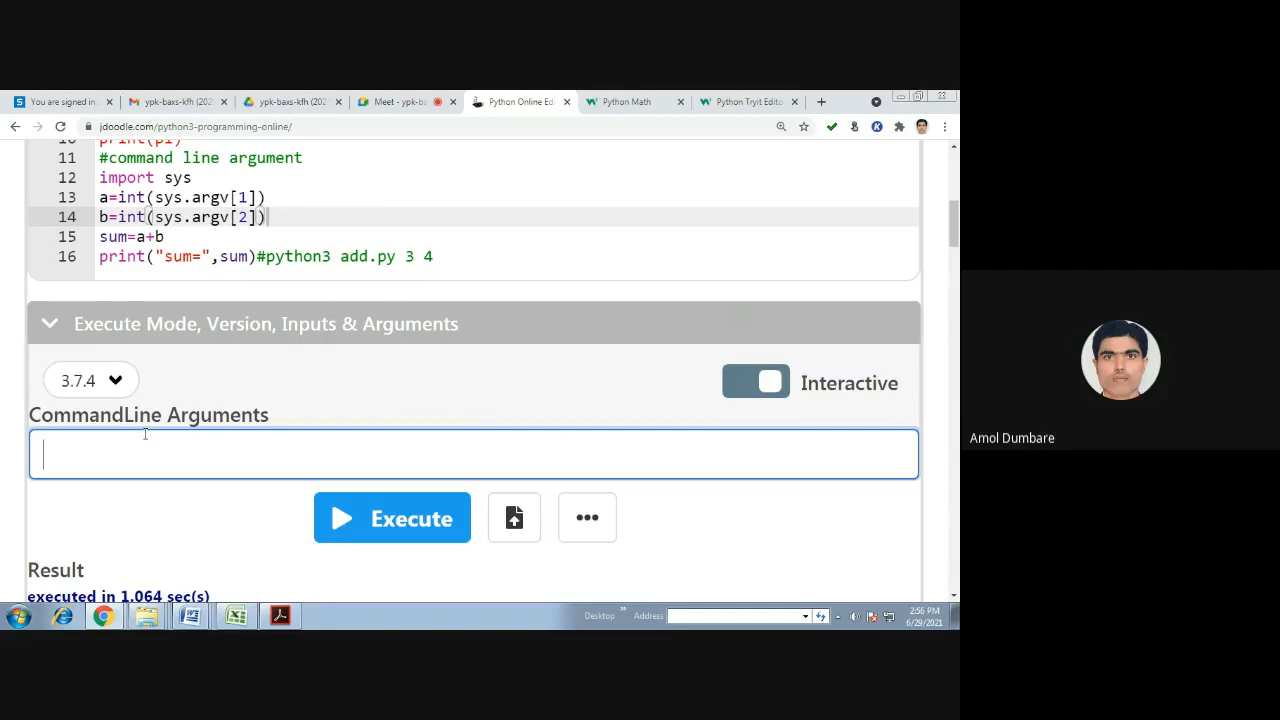 You are signed in
ypk-baxs-kfh (202
ypk-baxs-kfh (202
Meet - ypk-ba
Python Online Ed
Python Math
Python Tryit Edito
jdoodle.com/python3-programming-online/
10 print(pi)
11 #command line argument
12 import sys
13 a=int(sys.argv[1])
14 b=int(sys.argv[2])
15 sum=a+b
16 print("sum=",sum)#python3 add.py 3 4
Execute Mode, Version, Inputs & Arguments
3.7.4
Interactive
CommandLine Arguments
Execute
Result
executed in 1.064 sec(s)
Desktop
Address
2:56 PM
6/29/2021
Amol Dumbare